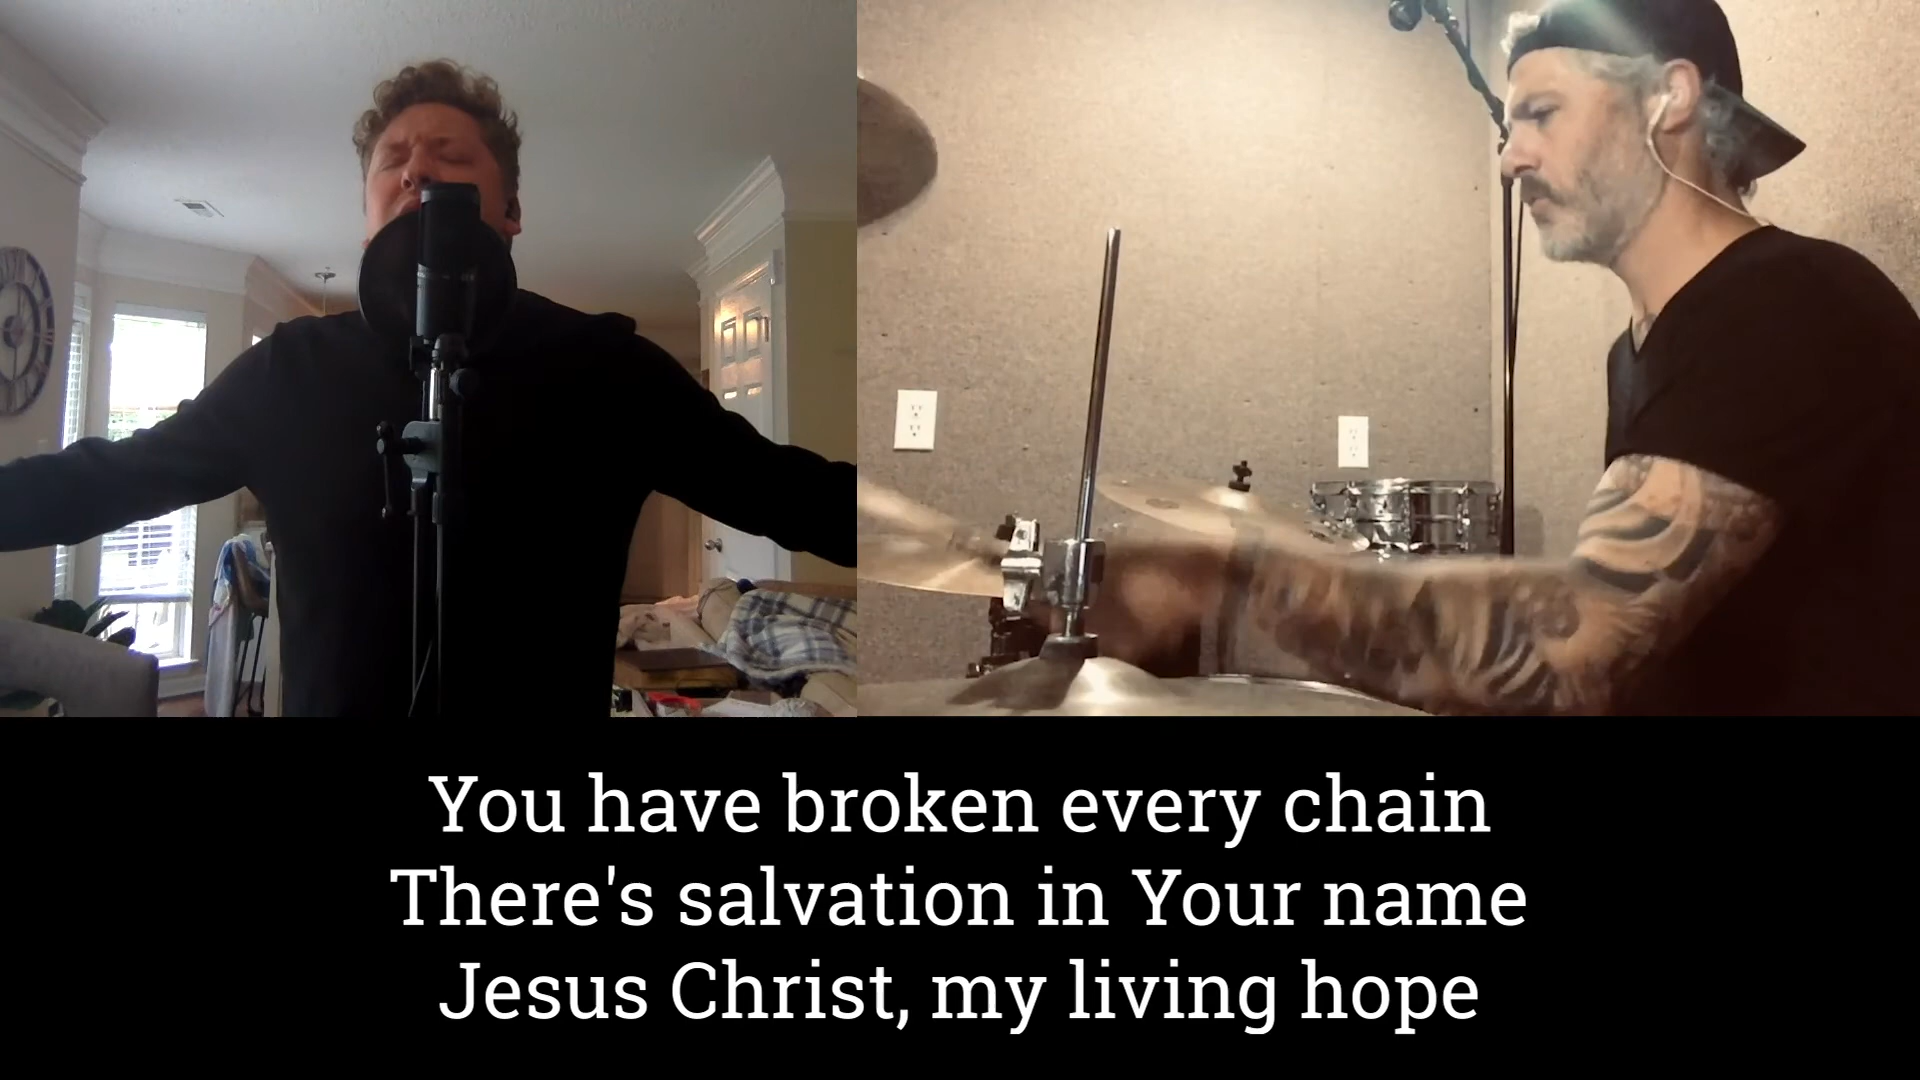 You have broken every chain
There's salvation in Your name
Jesus Christ, my living hope